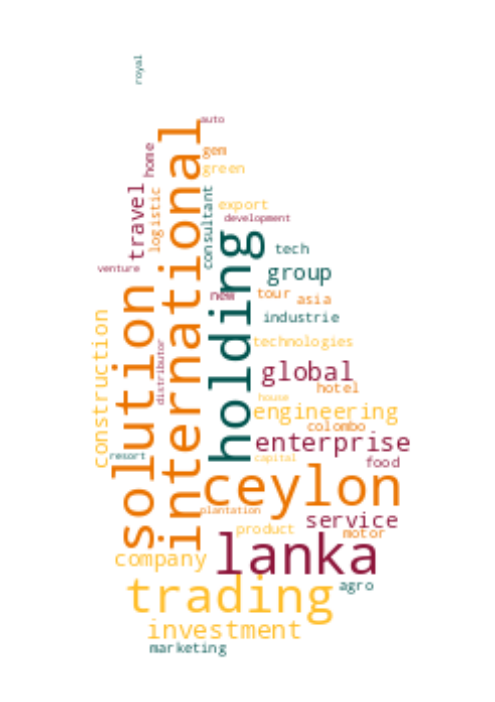 royal
auto
international
home
gem
green
travel
logistic
consultant
export
development
holding
tech
venture
group
new
tour
asia
solution
construction
industrie
distributor
technologies
global
hotel
house
engineering
colombo
enterprise
resort
capital
food
ceylon
plantation
service
product
motor
lanka
company
trading
agro
investment
marketing